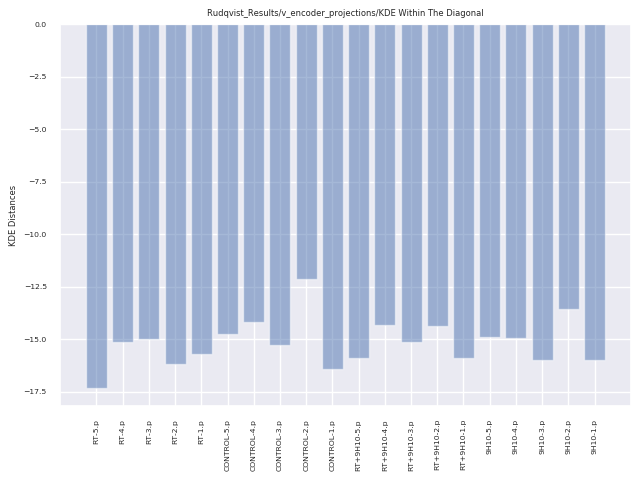 Rudqvist_Results/v_encoder_projections/KDE Within The Diagonal
KDE Distances
0.0
−2.5
−5.0
−7.5
−10.0
−12.5
−15.0
−17.5
RT-5.p
RT-4.p
RT-3.p
RT-2.p
RT-1.p
CONTROL-5.p
CONTROL-4.p
CONTROL-3.p
CONTROL-2.p
CONTROL-1.p
RT+9H10-5.p
RT+9H10-4.p
RT+9H10-3.p
RT+9H10-2.p
RT+9H10-1.p
9H10-5.p
9H10-4.p
9H10-3.p
9H10-2.p
9H10-1.p